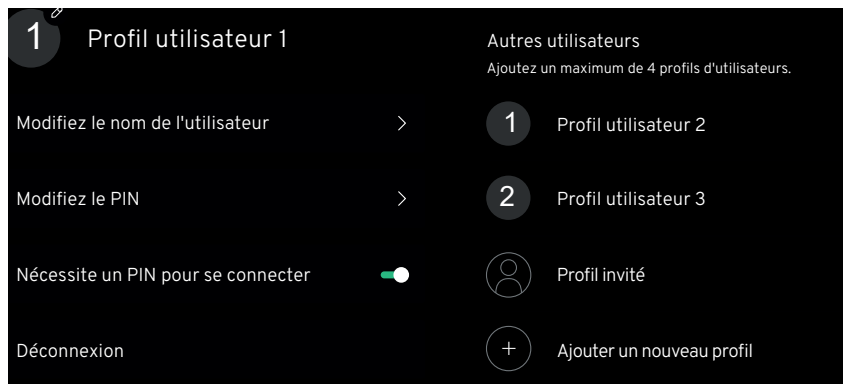 1
Profil utilisateur 1
Modifiez le nom de l'utilisateur
Modifiez le PIN
Nécessite un PIN pour se connecter
Déconnexion
Autres utilisateurs
Ajoutez un maximum de 4 profils d'utilisateurs.
1
Profil utilisateur 2
2
Profil utilisateur 3
Profil invité
Ajouter un nouveau profil